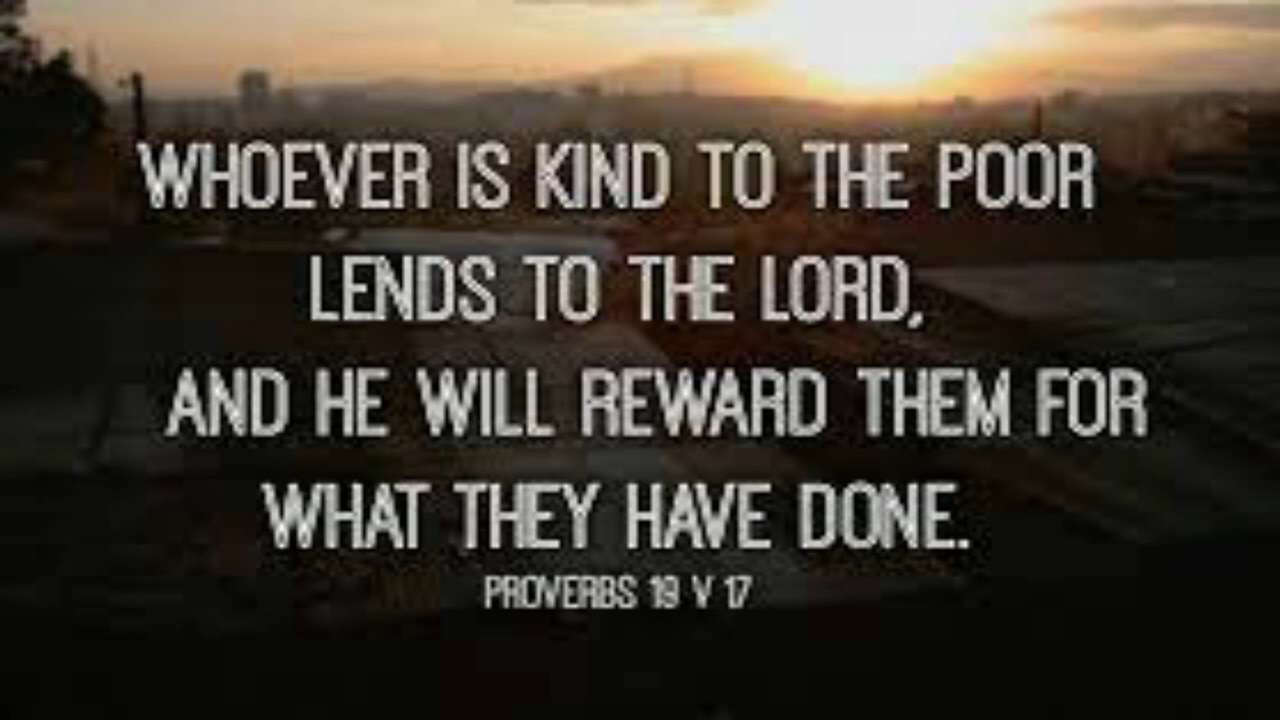 WHOEVER IS KIND TO THE POOR
LENDS TO THE LORD,
AND HE WILL REWARD THEM FOR
WHAT THEY HAVE DONE.
PROVERBS 19 V 17